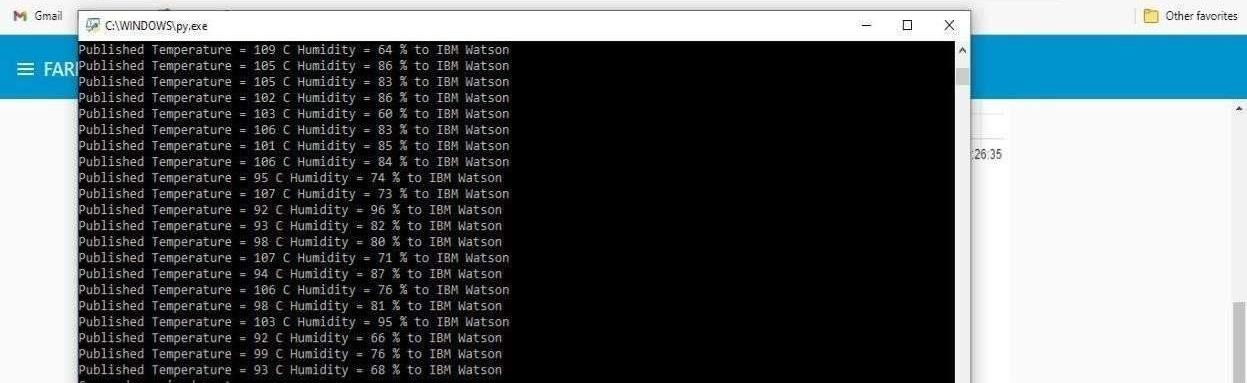 Gmail
Other favorites
C:\WINDOWS\py.exe
FAR
:26:35
Published Temperature = 109 C Humidity = 64 % to IBM Watson
Published Temperature = 105 C Humidity = 86 % to IBM Watson
Published Temperature = 105 C Humidity = 83 % to IBM Watson
Published Temperature = 102 C Humidity = 86 % to IBM Watson
Published Temperature = 103 C Humidity = 60 % to IBM Watson
Published Temperature = 106 C Humidity = 83 % to IBM Watson
Published Temperature = 101 C Humidity = 85 % to IBM Watson
Published Temperature = 106 C Humidity = 84 % to IBM Watson
Published Temperature = 95 C Humidity = 74 % to IBM Watson
Published Temperature = 107 C Humidity = 73 % to IBM Watson
Published Temperature = 92 C Humidity = 96 % to IBM Watson
Published Temperature = 93 C Humidity = 82 % to IBM Watson
Published Temperature = 98 C Humidity = 80 % to IBM Watson
Published Temperature = 107 C Humidity = 71 % to IBM Watson
Published Temperature = 94 C Humidity = 87 % to IBM Watson
Published Temperature = 106 C Humidity = 76 % to IBM Watson
Published Temperature = 98 C Humidity = 81 % to IBM Watson
Published Temperature = 103 C Humidity = 95 % to IBM Watson
Published Temperature = 92 C Humidity = 66 % to IBM Watson
Published Temperature = 99 C Humidity = 76 % to IBM Watson
Published Temperature = 93 C Humidity = 68 % to IBM Watson